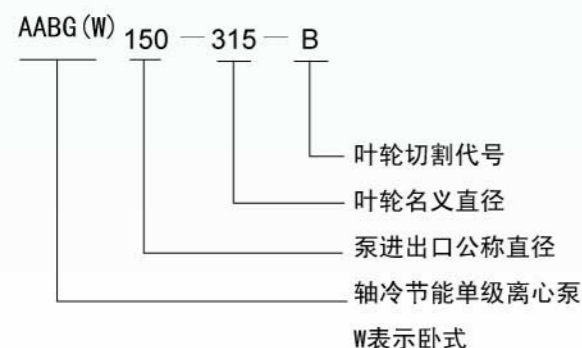 AABG(W) 150 — 315 — B
叶轮切割代号
叶轮名义直径
泵进出口公称直径
轴冷节能单级离心泵
W表示卧式